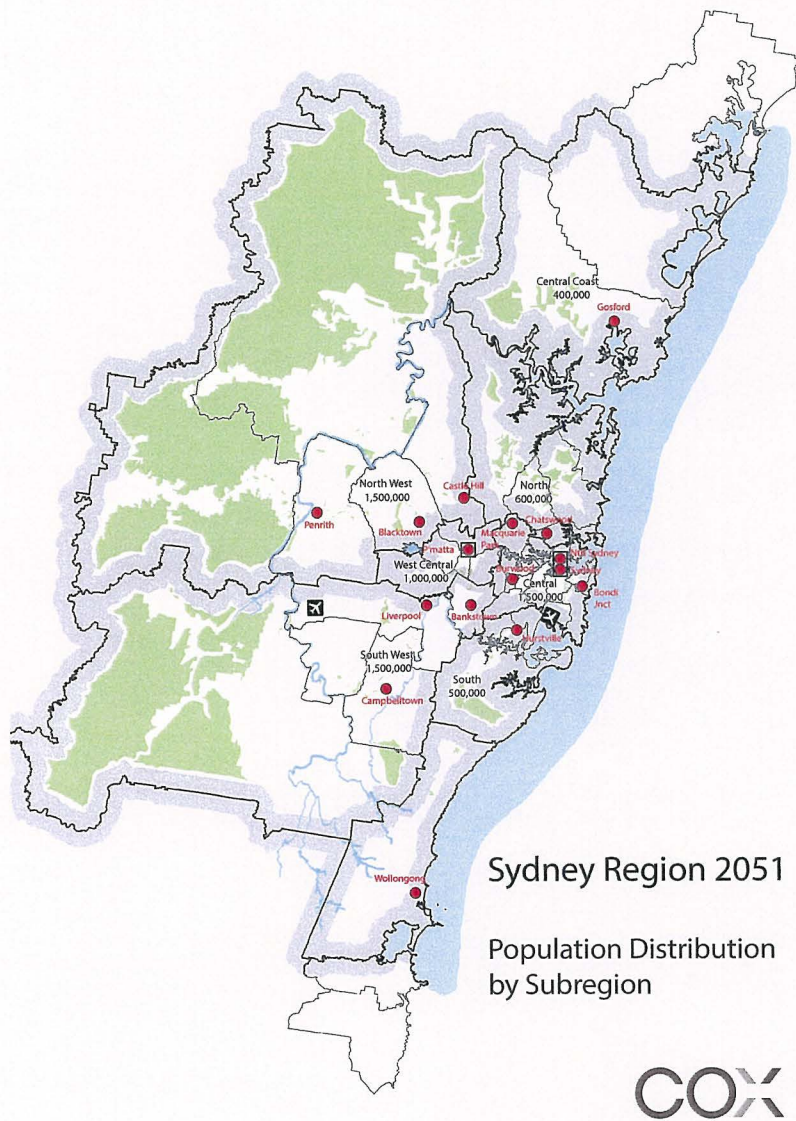 Central Coast
400,000
Gosford
North West
1,500,000
Castle Hill
North
600,000
Penrith
Blacktown
Macquarie
Park
Chatswood
P'matta
Nth Sydney
Sydney
West Central
1,000,000
Burwood
Central
1,500,000
Bondi
Jnct
Liverpool
Bankstown
Hurstville
South West
1,500,000
South
500,000
Campbelltown
Wollongong
Sydney Region 2051
Population Distribution
by Subregion
COX